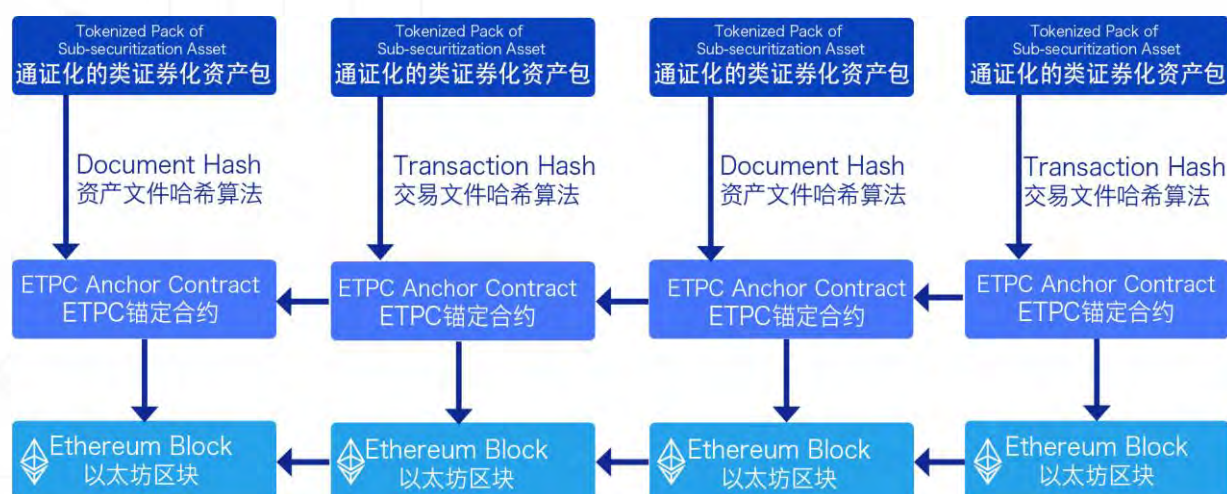 Tokenized Pack of
Sub-securitization Asset
通证化的类证券化资产包
Tokenized Pack of
Sub-securitization Asset
通证化的类证券化资产包
Tokenized Pack of
Sub-securitization Asset
通证化的类证券化资产包
Tokenized Pack of
Sub-securitization Asset
通证化的类证券化资产包
Document Hash
资产文件哈希算法
Transaction Hash
交易文件哈希算法
Document Hash
资产文件哈希算法
Transaction Hash
交易文件哈希算法
ETPC Anchor Contract
ETPC锚定合约
ETPC Anchor Contract
ETPC锚定合约
ETPC Anchor Contract
ETPC锚定合约
ETPC Anchor Contract
ETPC锚定合约
Ethereum Block
以太坊区块
Ethereum Block
以太坊区块
Ethereum Block
以太坊区块
Ethereum Block
以太坊区块